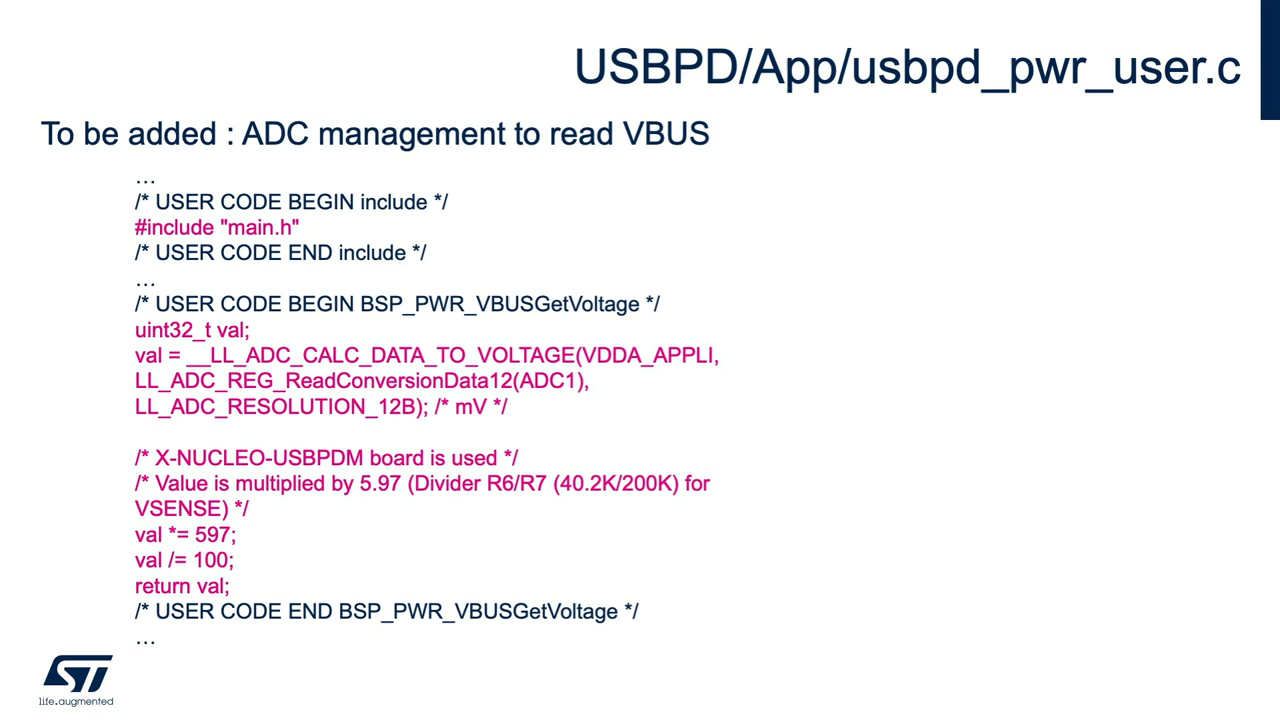 USBPD/App/usbpd_pwr_user.c
To be added : ADC management to read VBUS
…
/* USER CODE BEGIN include */
#include "main.h"
/* USER CODE END include */
…
/* USER CODE BEGIN BSP_PWR_VBUSGetVoltage */
uint32_t val;
val = __LL_ADC_CALC_DATA_TO_VOLTAGE(VDDA_APPLI,
LL_ADC_REG_ReadConversionData12(ADC1),
LL_ADC_RESOLUTION_12B); /* mV */
/* X-NUCLEO-USBPDM board is used */
/* Value is multiplied by 5.97 (Divider R6/R7 (40.2K/200K) for
VSENSE) */
val *= 597;
val /= 100;
return val;
/* USER CODE END BSP_PWR_VBUSGetVoltage */
…
ST
life.augmented